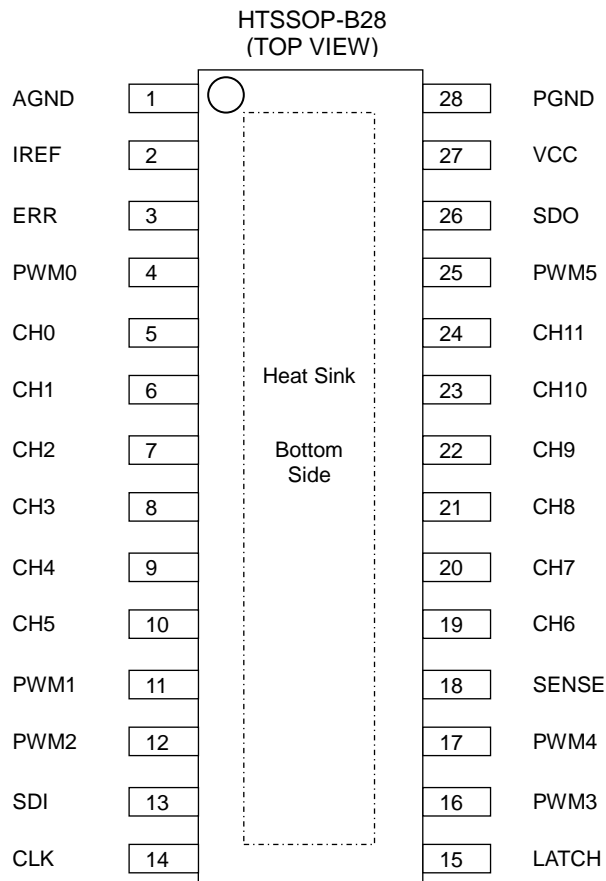 HTSSOP-B28
(TOP VIEW)
AGND 1 28 PGND
IREF 2 27 VCC
ERR 3 26 SDO
PWM0 4 25 PWM5
CH0 5 24 CH11
Heat Sink
CH1 6 23 CH10
CH2 7 Bottom 22 CH9
Side
CH3 8 21 CH8
CH4 9 20 CH7
CH5 10 19 CH6
PWM1 11 18 SENSE
PWM2 12 17 PWM4
SDI 13 16 PWM3
CLK 14 15 LATCH